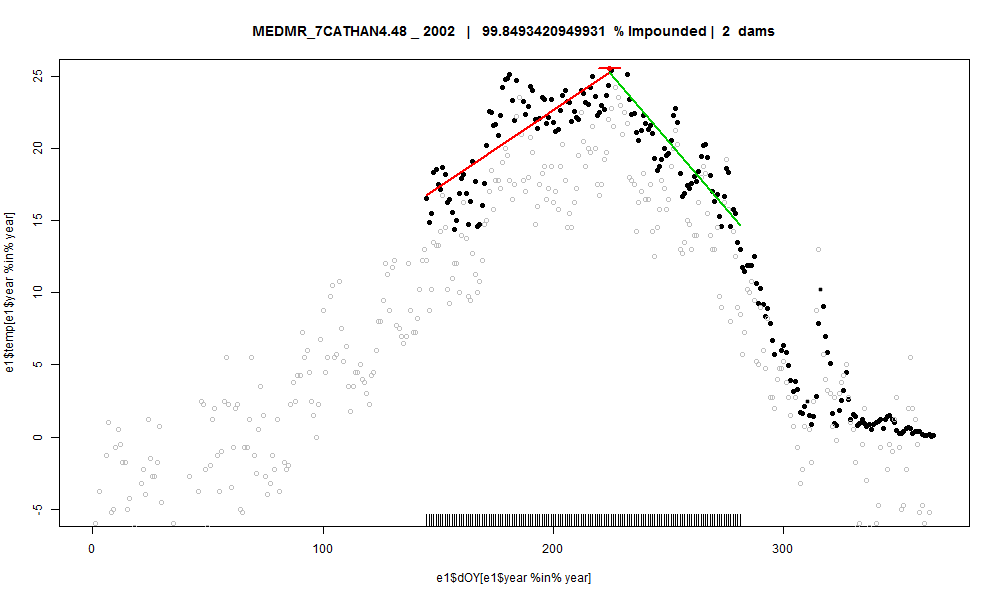 MEDMR_7CATHAN4.48 _ 2002 | 99.8493420949931 % Impounded | 2 dams
25
20
15
10
5
0
-5
e1$temp[e1$year %in% year]
0 100 200 300
e1$dOY[e1$year %in% year]